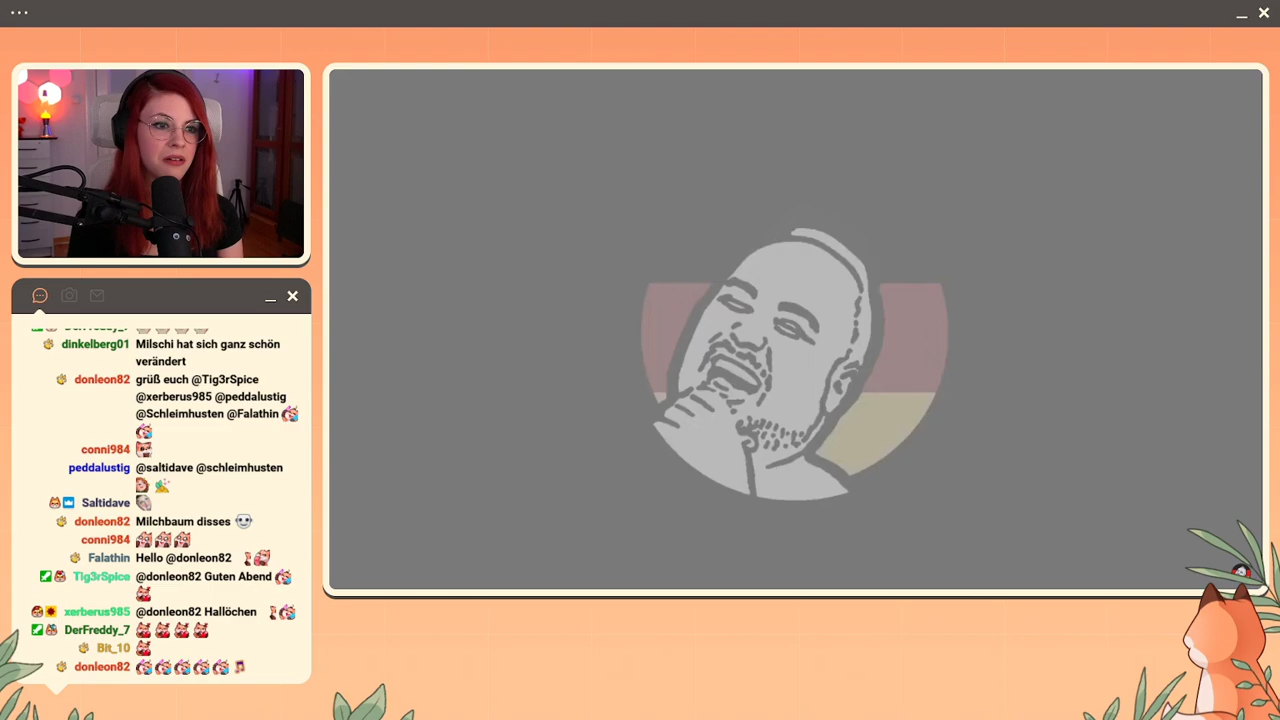 DerFreddy_7
dinkelberg01 Milschi hat sich ganz schön
verändert
donleon82 grüß euch @Tig3rSpice
@xerberus985 @peddalustig
@Schleimhusten @Falathin
conni984
peddalustig @saltidave @schleimhusten
Saltidave
donleon82 Milchbaum disses
conni984
Falathin Hello @donleon82
Tig3rSpice @donleon82 Guten Abend
xerberus985 @donleon82 Hallöchen
DerFreddy_7
Bit_10
donleon82